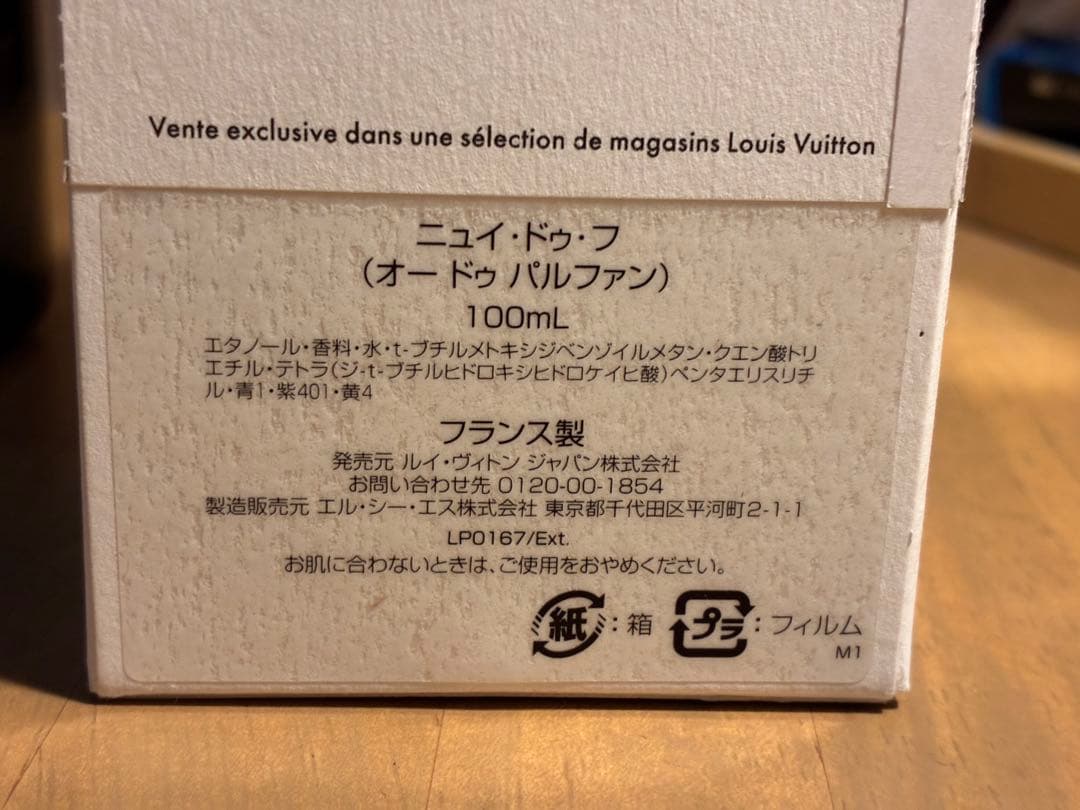 Vente exclusive dans une sélection de magasins Louis Vuitton
ニュイ・ドゥ・フ
（オー ドゥ パルファン）
100mL
エタノール・香料・水・t-ブチルメトキシジベンゾイルメタン・クエン酸トリ
エチル・テトラ(ジ-t-ブチルヒドロキシヒドロケイヒ酸)ペンタエリスリチ
ル・青1・紫401・黄4
フランス製
発売元 ルイ・ヴィトン ジャパン株式会社
お問い合わせ先 0120-00-1854
製造販売元 エル・シー・エス株式会社 東京都千代田区平河町2-1-1
LP0167/Ext.
お肌に合わないときは、ご使用をおやめください。
紙：箱 プラ：フィルム
M1